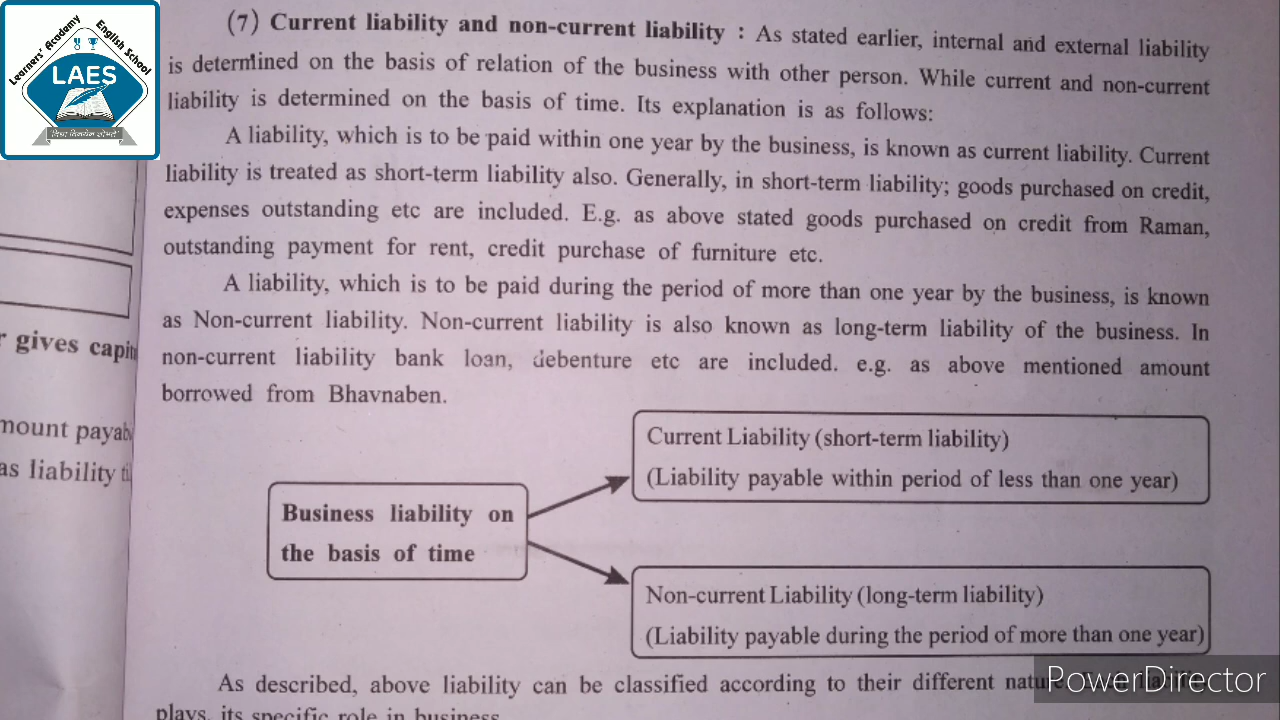 Learners' Academy English School
LAES
(7) Current liability and non-current liability : As stated earlier, internal and external liability
is determined on the basis of relation of the business with other person. While current and non-current
liability is determined on the basis of time. Its explanation is as follows:
A liability, which is to be paid within one year by the business, is known as current liability. Current
liability is treated as short-term liability also. Generally, in short-term liability; goods purchased on credit,
expenses outstanding etc are included. E.g. as above stated goods purchased on credit from Raman,
outstanding payment for rent, credit purchase of furniture etc.
A liability, which is to be paid during the period of more than one year by the business, is known
as Non-current liability. Non-current liability is also known as long-term liability of the business. In
non-current liability bank loan, debenture etc are included. e.g. as above mentioned amount
borrowed from Bhavnaben.
gives
mount
as liability
Business liability on
the basis of time
Current Liability (short-term liability)
(Liability payable within period of less than one year)
Non-current Liability (long-term liability)
(Liability payable during the period of more than one year)
As described, above liability can be classified according to their different
plays, its specific role in business
PowerDirector